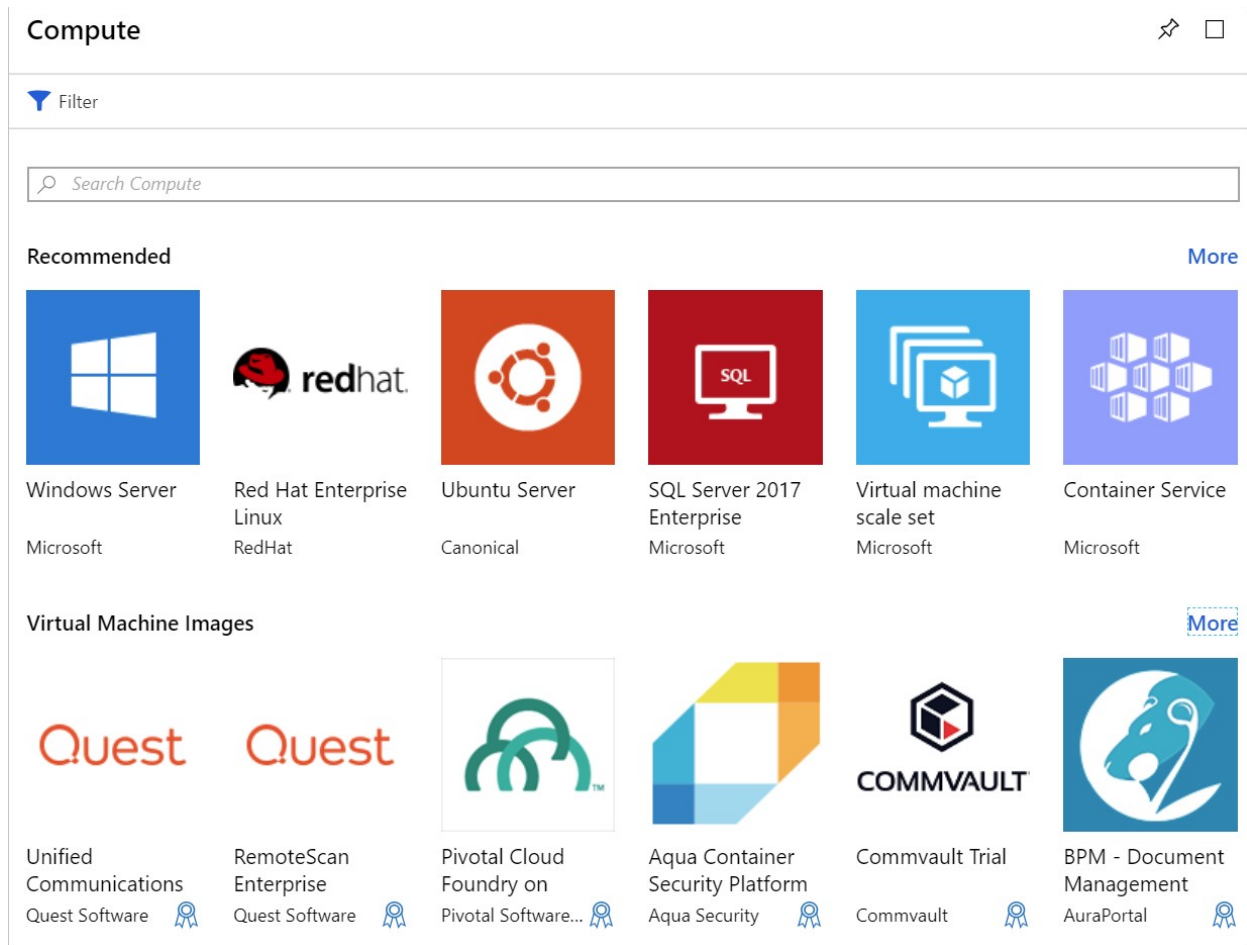 Compute
Filter
Search Compute
Recommended
More
redhat.
SQL
Windows Server
Microsoft
Red Hat Enterprise
Linux
RedHat
Ubuntu Server
Canonical
SQL Server 2017
Enterprise
Microsoft
Virtual machine
scale set
Microsoft
Container Service
Microsoft
Virtual Machine Images
More
Quest
Quest
TM
COMMVAULT
Unified
Communications
Quest Software
RemoteScan
Enterprise
Quest Software
Pivotal Cloud
Foundry on
Pivotal Software...
Aqua Container
Security Platform
Aqua Security
Commvault Trial
Commvault
BPM - Document
Management
AuraPortal